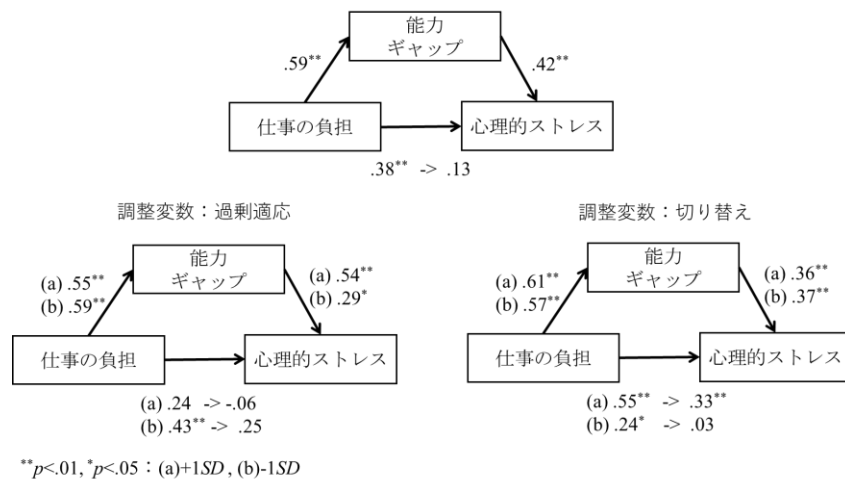 能力
ギャップ
.59**
.42**
仕事の負担
心理的ストレス
.38** -> .13
調整変数：過剰適応
能力
ギャップ
(a) .55**
(b) .59**
(a) .54**
(b) .29*
仕事の負担
心理的ストレス
(a) .24 -> -.06
(b) .43** -> .25
調整変数：切り替え
能力
ギャップ
(a) .61**
(b) .57**
(a) .36**
(b) .37**
仕事の負担
心理的ストレス
(a) .55** -> .33**
(b) .24* -> .03
**p<.01, *p<.05：(a)+1SD , (b)-1SD